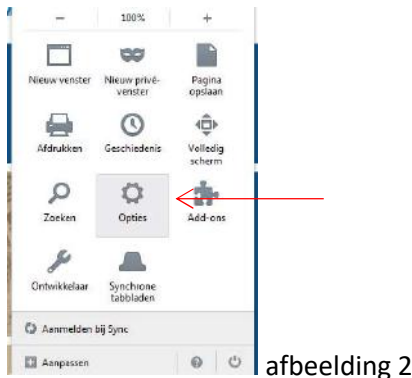 − 100% +
Nieuw venster Nieuw privé-venster Pagina opslaan
Afdrukken Geschiedenis Volledig scherm
Zoeken Opties Add-ons
Ontwikkelaar Synchrone tabbladen
Aanmelden bij Sync
Aanpassen
afbeelding 2